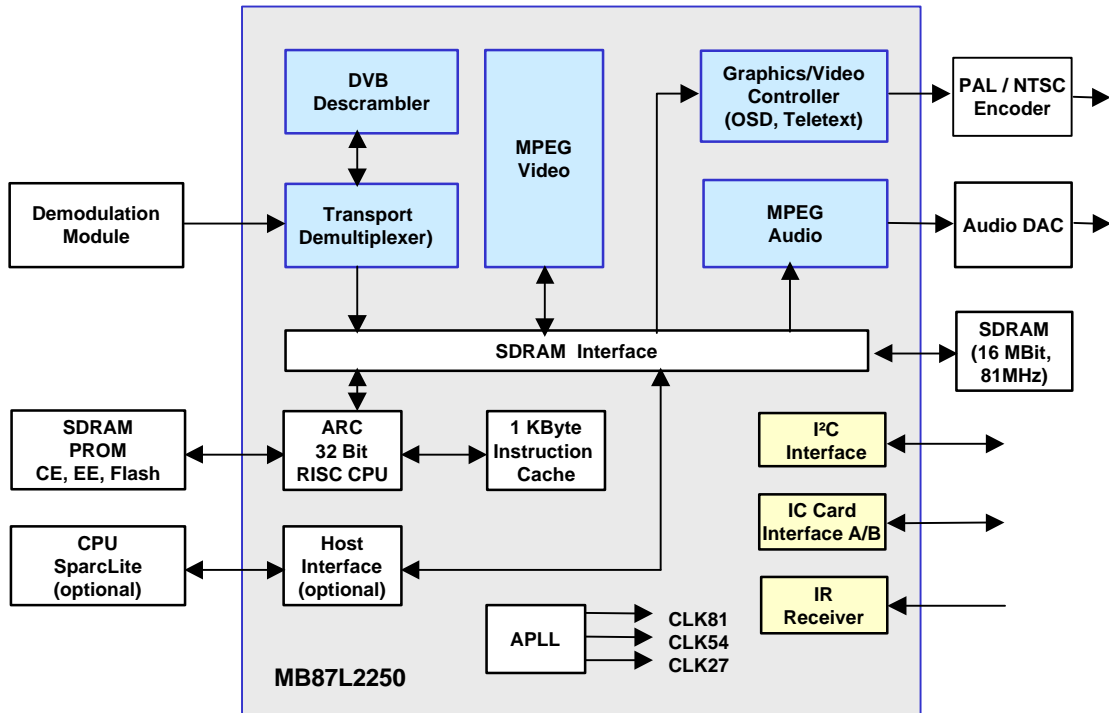 DVB
Descrambler
MPEG
Video
Graphics/Video
Controller
(OSD, Teletext)
PAL / NTSC
Encoder
Demodulation
Module
Transport
Demultiplexer)
MPEG
Audio
Audio DAC
SDRAM Interface
SDRAM
(16 MBit,
81MHz)
SDRAM
PROM
CE, EE, Flash
ARC
32 Bit
RISC CPU
1 KByte
Instruction
Cache
I²C
Interface
IC Card
Interface A/B
CPU
SparcLite
(optional)
Host
Interface
(optional)
IR
Receiver
APLL
CLK81
CLK54
CLK27
MB87L2250